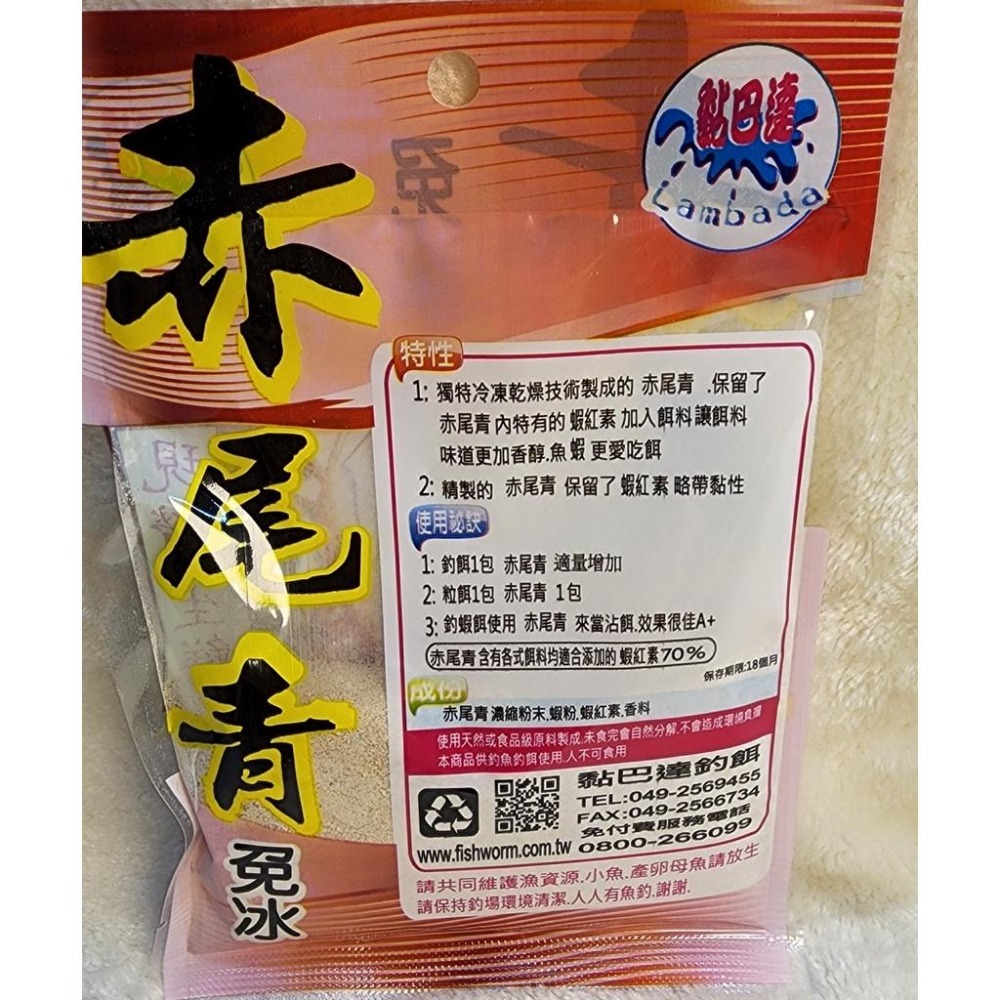 赤尾青
免冰
黏巴達
Lambada
特性
1: 獨特冷凍乾燥技術製成的 赤尾青 .保留了
赤尾青內特有的 蝦紅素 加入餌料讓餌料
味道更加香醇.魚蝦 更愛吃餌
2: 精製的 赤尾青 保留了 蝦紅素 略帶黏性
使用祕訣
1: 釣餌1包 赤尾青 適量增加
2: 粒餌1包 赤尾青 1包
3: 釣蝦餌使用 赤尾青 來當沾餌.效果很佳A+
赤尾青含有各式餌料均適合添加的 蝦紅素70%
保存期限:18個月
成份
赤尾青 濃縮粉末,蝦粉,蝦紅素,香料
使用天然或食品級原料製成,未食完會自然分解,不會造成環境負擔
本商品供釣魚釣餌使用,人不可食用
黏巴達釣餌
TEL:049-2569455
FAX:049-2566734
免付費服務電話
www.fishworm.com.tw 0800-266099
請共同維護漁資源.小魚.產卵母魚請放生
請保持釣場環境清潔.人人有魚釣.謝謝.